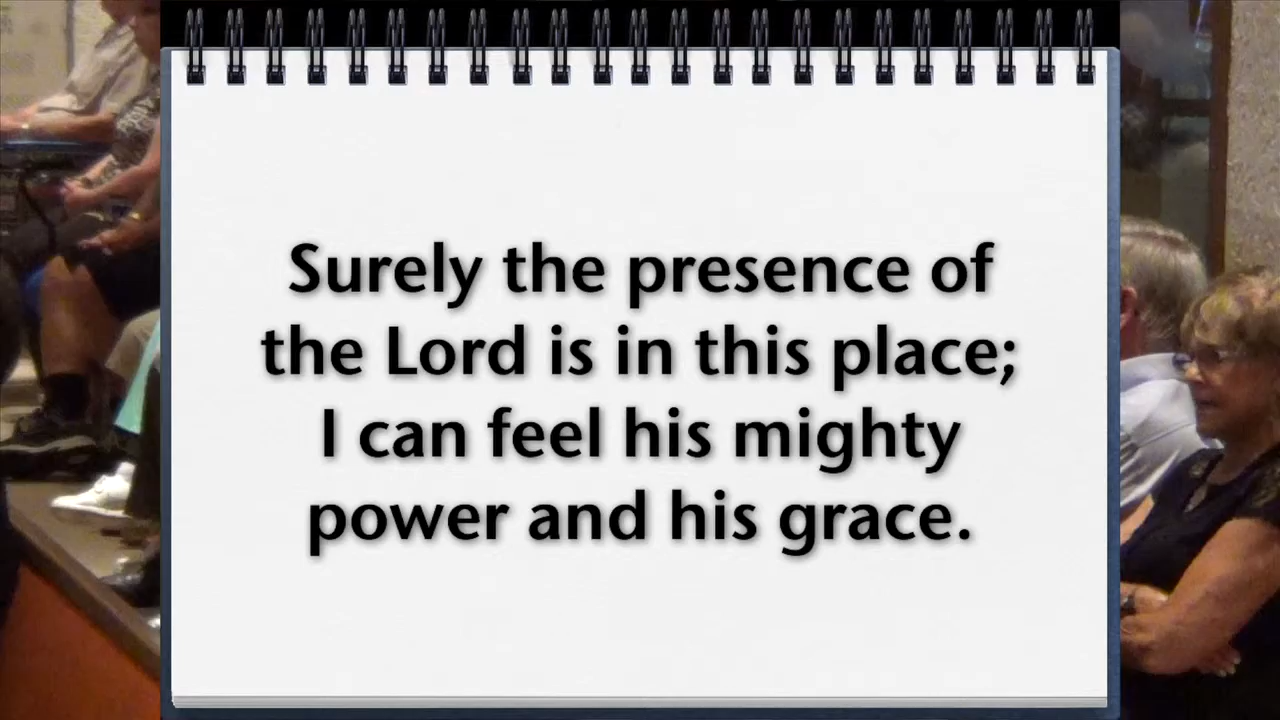 Surely the presence of
the Lord is in this place;
I can feel his mighty
power and his grace.